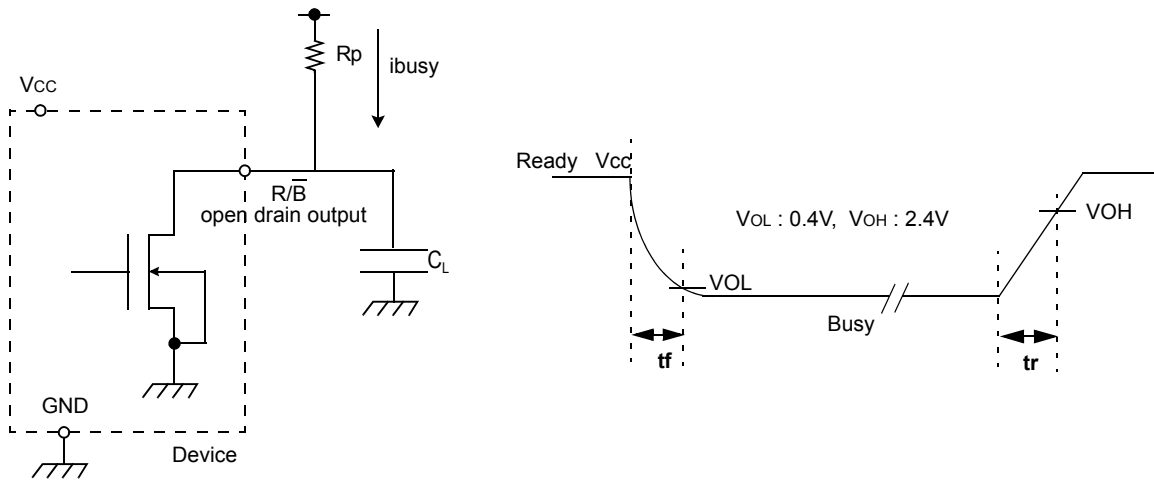 Rp
ibusy
VCC
R/B̅
open drain output
CL
GND
Device
Ready Vcc
VOL : 0.4V, VOH : 2.4V
VOH
VOL
Busy
tf
tr